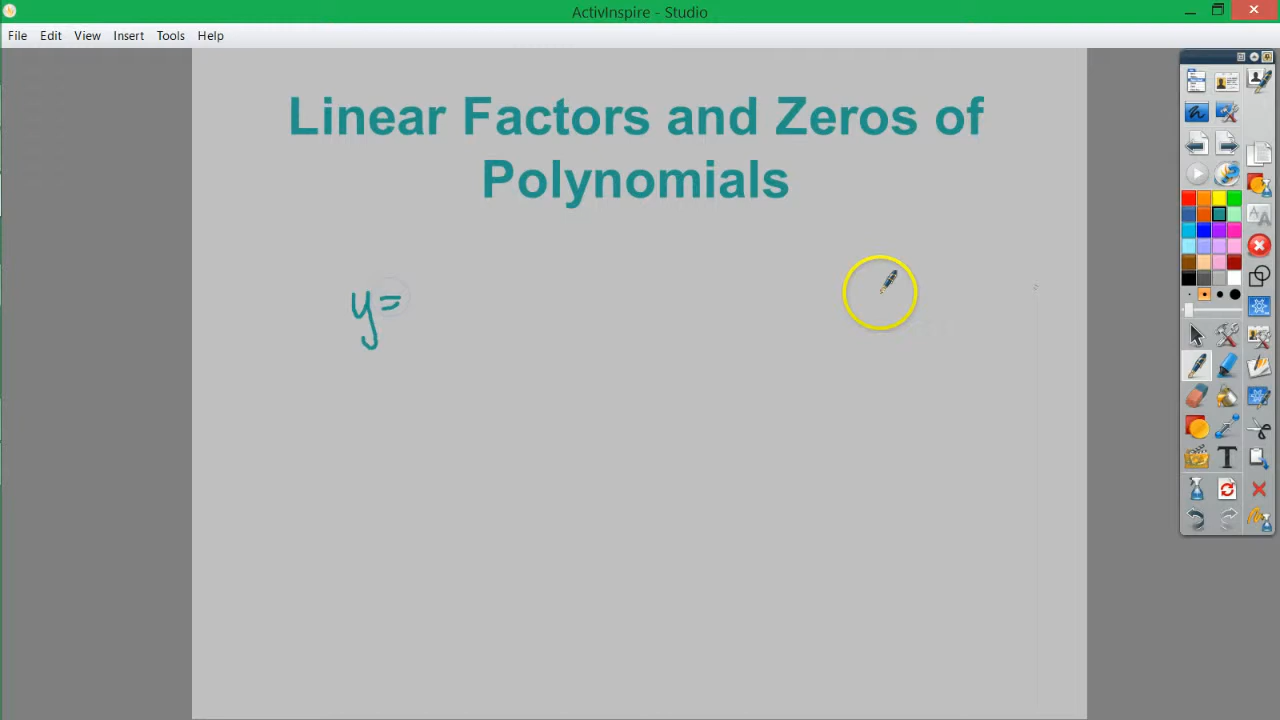 ActivInspire - Studio
File Edit View Insert Tools Help
Linear Factors and Zeros of
Polynomials
y=